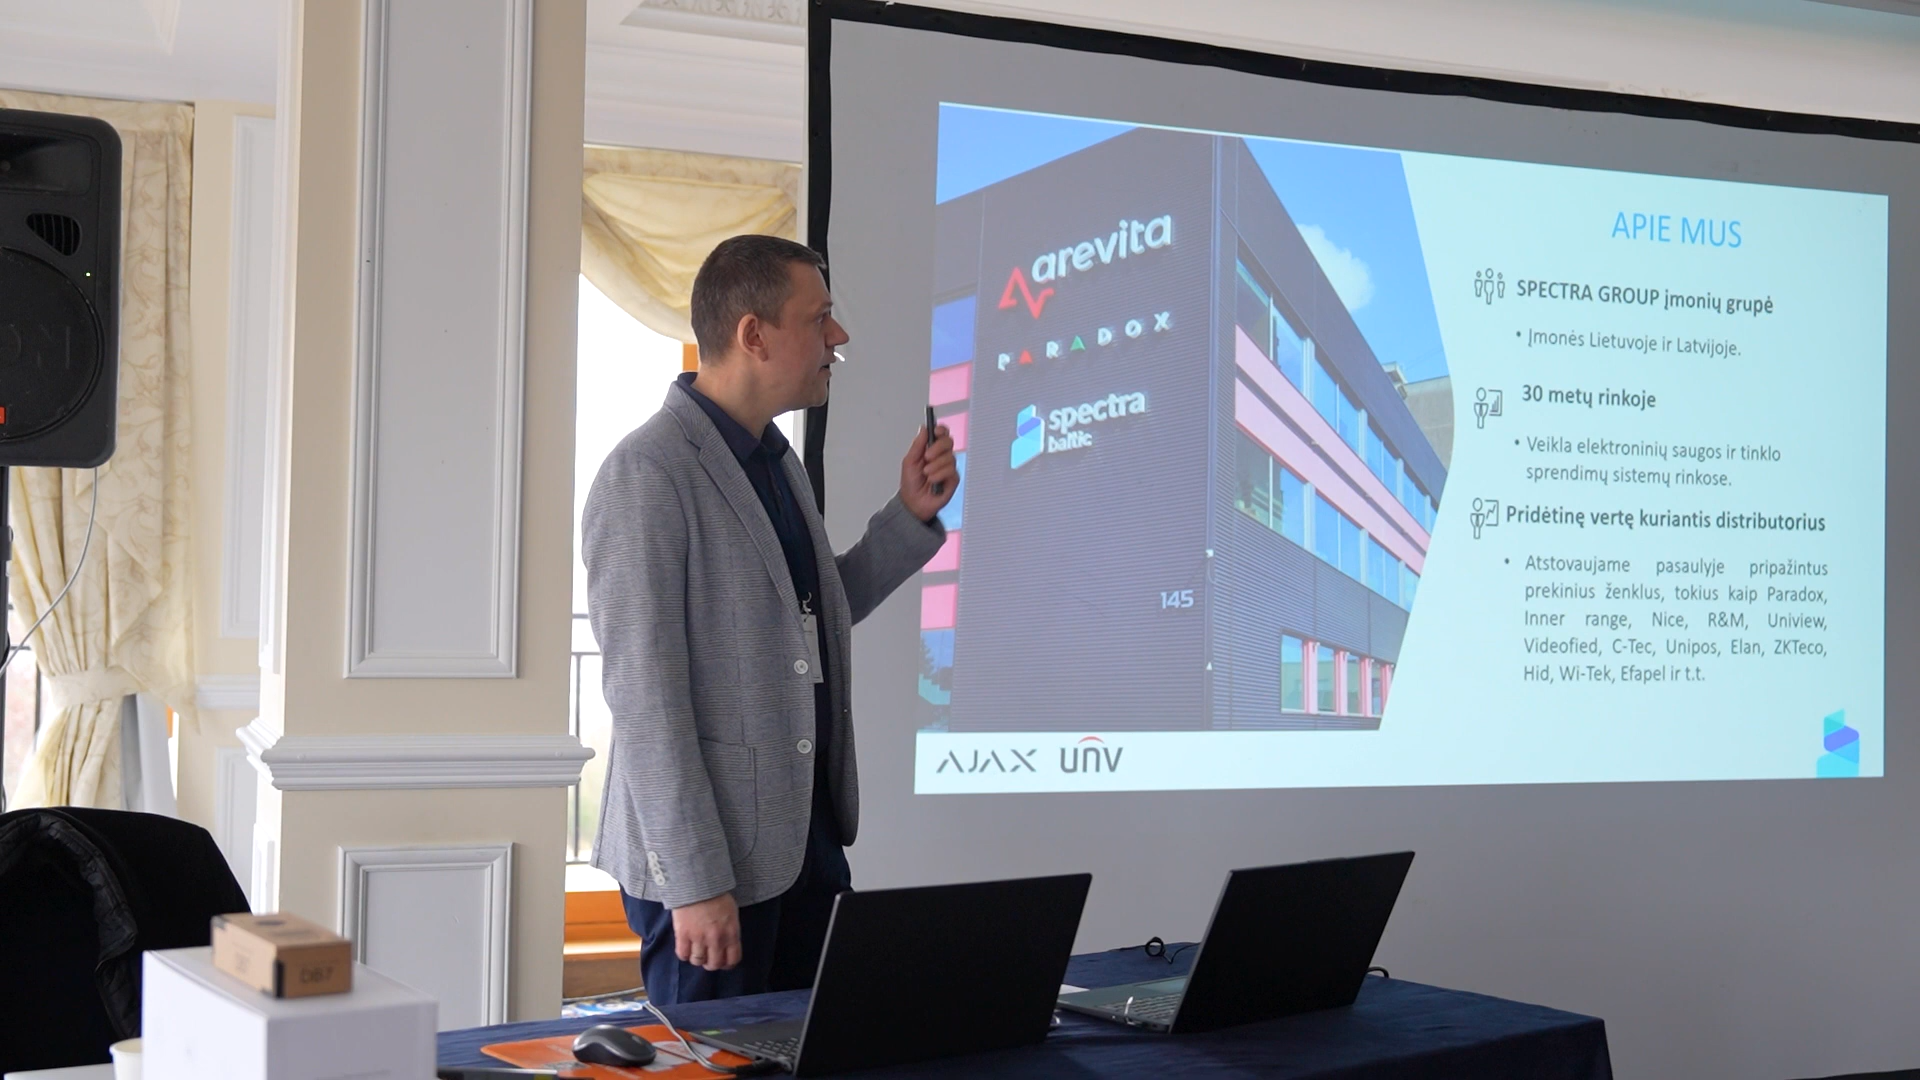 arevita
PARADOX
spectra
baltic
145
APIE MUS
SPECTRA GROUP įmonių grupė
• Įmonės Lietuvoje ir Latvijoje.
30 metų rinkoje
• Veikla elektroninių saugos ir tinklo
sprendimų sistemų rinkose.
Pridėtinę vertę kuriantis distributorius
• Atstovaujame pasaulyje pripažintus
prekinius ženklus, tokius kaip Paradox,
Inner range, Nice, R&M, Uniview,
Videofied, C-Tec, Unipos, Elan, ZKTeco,
Hid, Wi-Tek, Efapel ir t.t.
AJAX unv